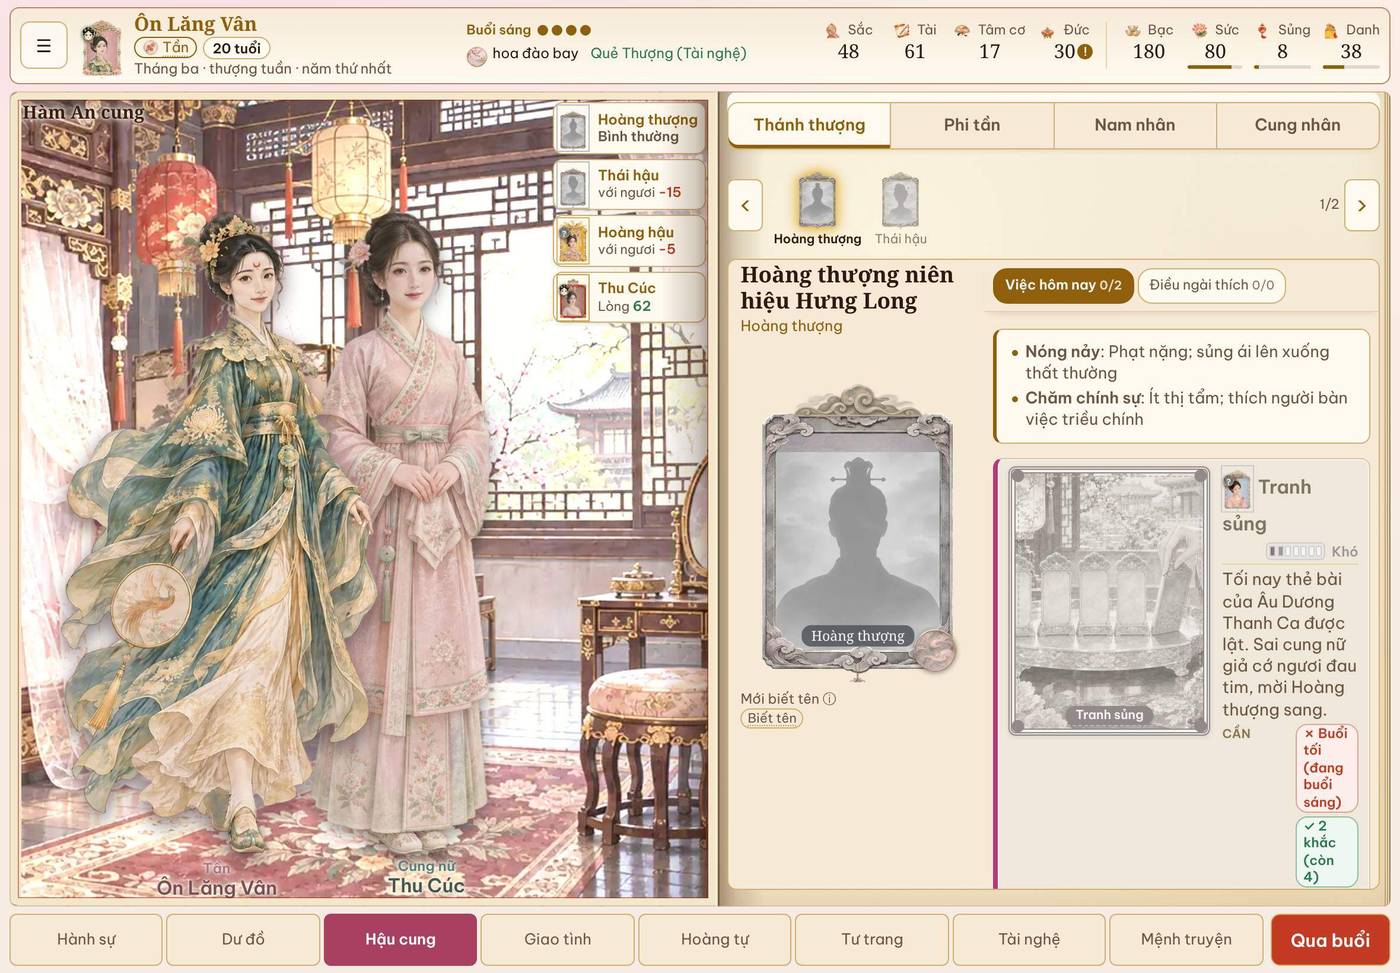 ☰
Ôn Lăng Vân
Tần
20 tuổi
Tháng ba · thượng tuần · năm thứ nhất
Buổi sáng
hoa đào bay
Quẻ Thượng (Tài nghệ)
Sắc
48
Tài
61
Tâm cơ
17
Đức
30 !
Bạc
180
Sức
80
Sủng
8
Danh
38
Hàm An cung
Hoàng thượng
Bình thường
Thái hậu
với ngươi -15
Hoàng hậu
với ngươi -5
Thu Cúc
Lòng 62
Tần
Ôn Lăng Vân
Cung nữ
Thu Cúc
Thánh thượng
Phi tần
Nam nhân
Cung nhân
‹
Hoàng thượng
Thái hậu
1/2
›
Hoàng thượng niên
hiệu Hưng Long
Hoàng thượng
Hoàng thượng
Mới biết tên ⓘ
Biết tên
Việc hôm nay 0/2
Điều ngài thích 0/0
• Nóng nảy: Phạt nặng; sủng ái lên xuống
thất thường
• Chăm chính sự: Ít thị tẩm; thích người bàn
việc triều chính
Tranh sủng
?
Tranh
sủng
Khó
Tối nay thẻ bài
của Âu Dương
Thanh Ca được
lật. Sai cung nữ
giả cớ ngươi đau
tim, mời Hoàng
thượng sang.
CẦN
× Buổi
tối
(đang
buổi
sáng)
✓ 2
khắc
(còn
4)
Hành sự
Dư đồ
Hậu cung
Giao tình
Hoàng tự
Tư trang
Tài nghệ
Mệnh truyện
Qua buổi